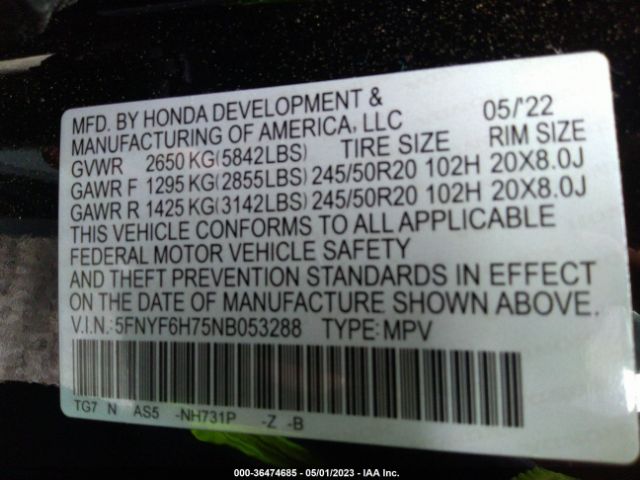 MFD. BY HONDA DEVELOPMENT & 05/'22
MANUFACTURING OF AMERICA, LLC
GVWR 2650 KG(5842LBS) TIRE SIZE RIM SIZE
GAWR F 1295 KG(2855LBS) 245/50R20 102H 20X8.0J
GAWR R 1425 KG(3142LBS) 245/50R20 102H 20X8.0J
THIS VEHICLE CONFORMS TO ALL APPLICABLE
FEDERAL MOTOR VEHICLE SAFETY
AND THEFT PREVENTION STANDARDS IN EFFECT
ON THE DATE OF MANUFACTURE SHOWN ABOVE.
V.I.N.:5FNYF6H75NB053288 TYPE:MPV
TG7 N AS5 -NH731P -Z -B
000-36474685 - 05/01/2023 - IAA Inc.